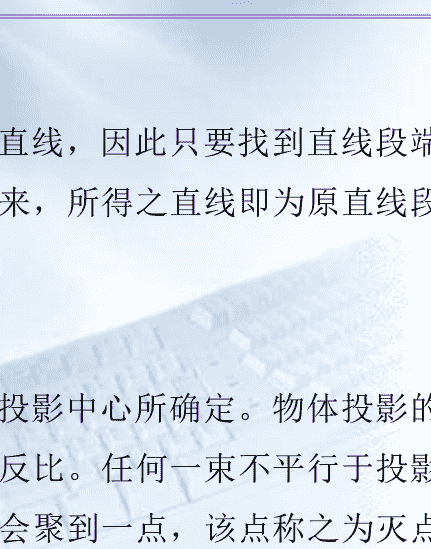 直线，因此只要找到直线段端
来，所得之直线即为原直线段
投影中心所确定。物体投影的
反比。任何一束不平行于投影
会聚到一点，该点称之为灭点